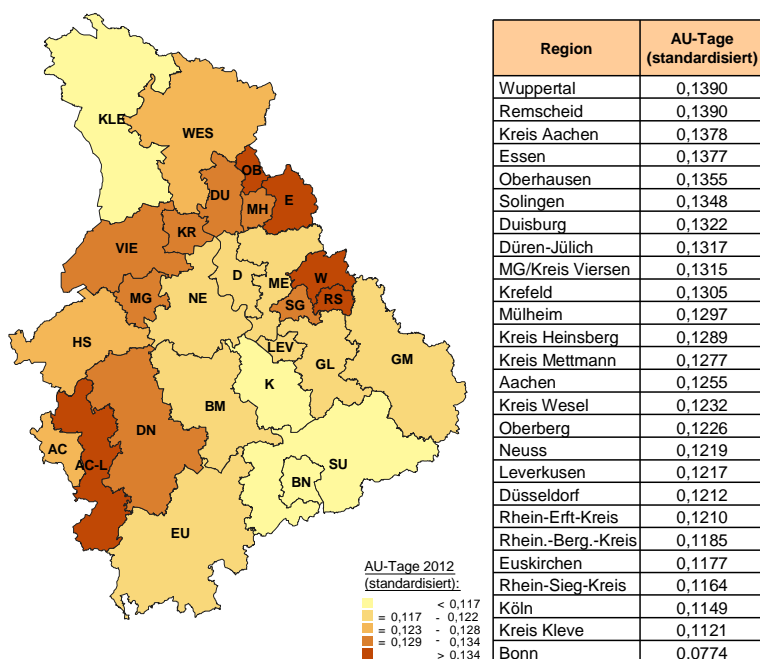 KLE
WES
OB
E
DU
MH
KR
VIE
D
ME
W
MG
NE
SG
RS
HS
LEV
GL
GM
K
BM
DN
AC
AC-L
SU
BN
EU
AU-Tage 2012
(standardisiert):
< 0,117
= 0,117 - 0,122
= 0,123 - 0,128
= 0,129 - 0,134
> 0,134
Region AU-Tage (standardisiert)
Wuppertal 0,1390
Remscheid 0,1390
Kreis Aachen 0,1378
Essen 0,1377
Oberhausen 0,1355
Solingen 0,1348
Duisburg 0,1322
Düren-Jülich 0,1317
MG/Kreis Viersen 0,1315
Krefeld 0,1305
Mülheim 0,1297
Kreis Heinsberg 0,1289
Kreis Mettmann 0,1277
Aachen 0,1255
Kreis Wesel 0,1232
Oberberg 0,1226
Neuss 0,1219
Leverkusen 0,1217
Düsseldorf 0,1212
Rhein-Erft-Kreis 0,1210
Rhein.-Berg.-Kreis 0,1185
Euskirchen 0,1177
Rhein-Sieg-Kreis 0,1164
Köln 0,1149
Kreis Kleve 0,1121
Bonn 0,0774